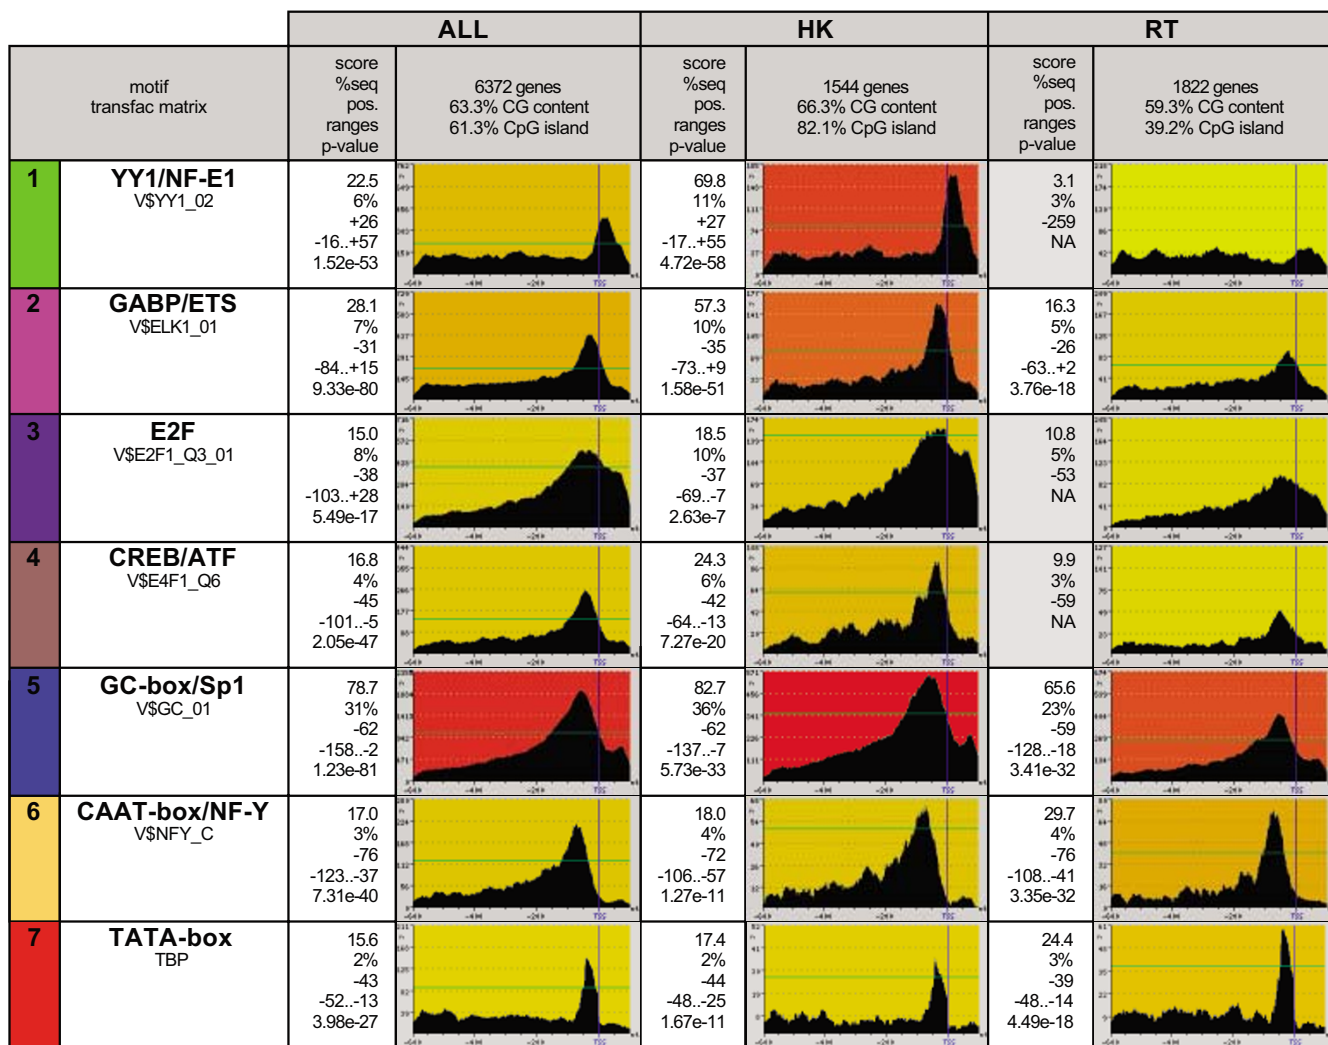 ALL HK RT
motif
transfac matrix
score
%seq
pos.
ranges
p-value
6372 genes
63.3% CG content
61.3% CpG island
score
%seq
pos.
ranges
p-value
1544 genes
66.3% CG content
82.1% CpG island
score
%seq
pos.
ranges
p-value
1822 genes
59.3% CG content
39.2% CpG island
1
YY1/NF-E1
V$YY1_02
22.5
6%
+26
-16..+57
1.52e-53
69.8
11%
+27
-17..+55
4.72e-58
3.1
3%
-259
NA
2
GABP/ETS
V$ELK1_01
28.1
7%
-31
-84..+15
9.33e-80
57.3
10%
-35
-73..+9
1.58e-51
16.3
5%
-26
-63..+2
3.76e-18
3
E2F
V$E2F1_Q3_01
15.0
8%
-38
-103..+28
5.49e-17
18.5
10%
-37
-69..-7
2.63e-7
10.8
5%
-53
NA
4
CREB/ATF
V$E4F1_Q6
16.8
4%
-45
-101..-5
2.05e-47
24.3
6%
-42
-64..-13
7.27e-20
9.9
3%
-59
NA
5
GC-box/Sp1
V$GC_01
78.7
31%
-62
-158..-2
1.23e-81
82.7
36%
-62
-137..-7
5.73e-33
65.6
23%
-59
-128..-18
3.41e-32
6
CAAT-box/NF-Y
V$NFY_C
17.0
3%
-76
-123..-37
7.31e-40
18.0
4%
-72
-106..-57
1.27e-11
29.7
4%
-76
-108..-41
3.35e-32
7
TATA-box
TBP
15.6
2%
-43
-52..-13
3.98e-27
17.4
2%
-44
-48..-25
1.67e-11
24.4
3%
-39
-48..-14
4.49e-18